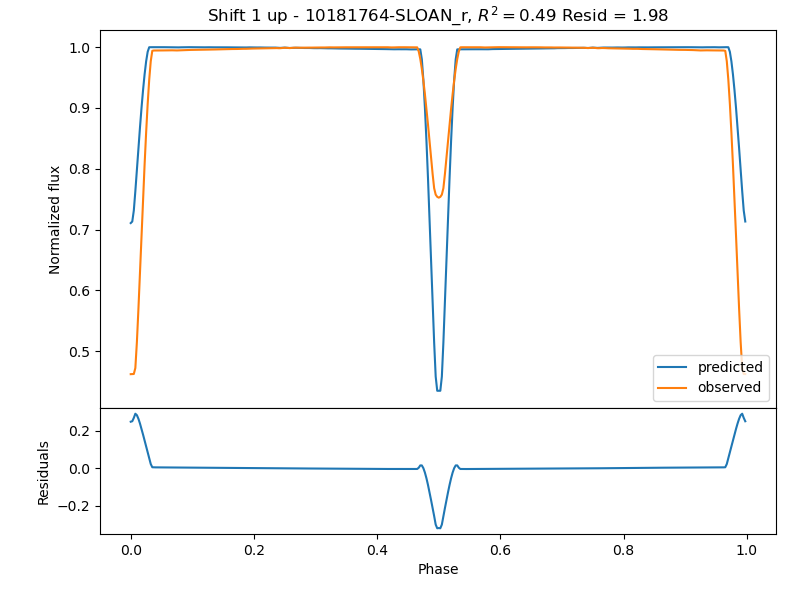 Shift 1 up - 10181764-SLOAN_r, R² = 0.49 Resid = 1.98
Normalized flux
1.0
0.9
0.8
0.7
0.6
0.5
predicted
observed
Residuals
0.2
0.0
−0.2
0.0 0.2 0.4 0.6 0.8 1.0
Phase